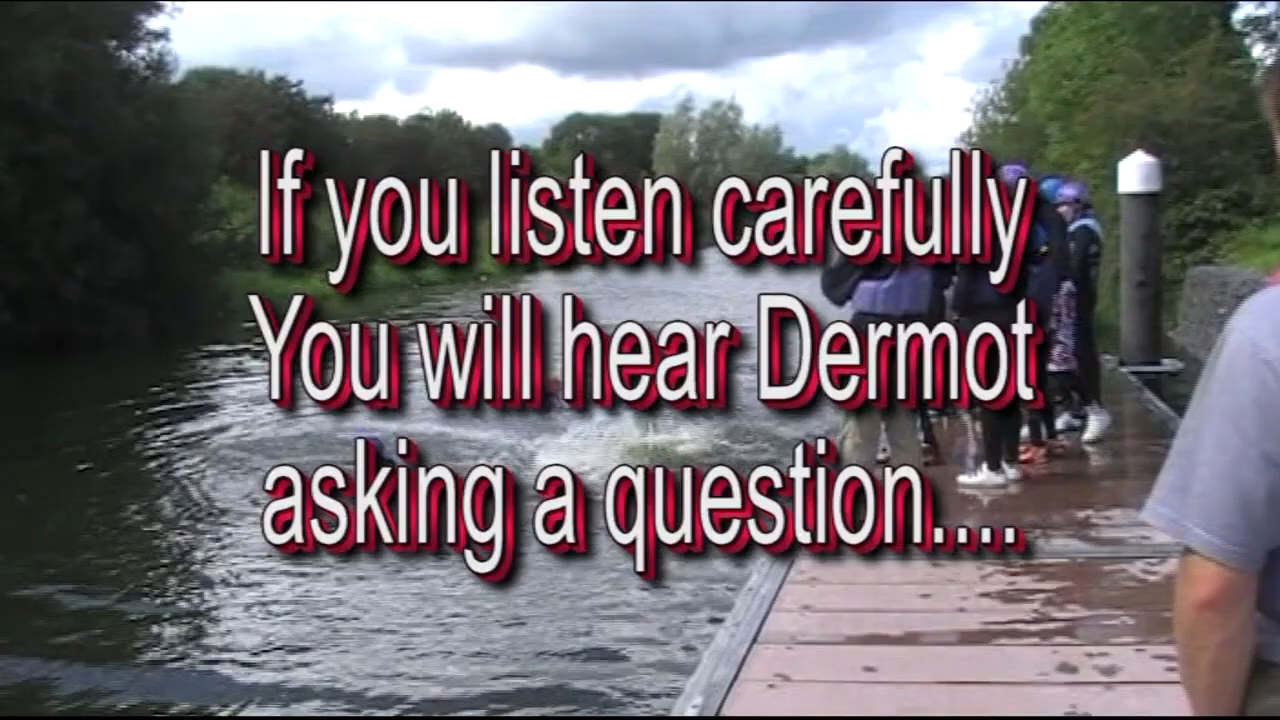 If you listen carefully
You will hear Dermot
asking a question....